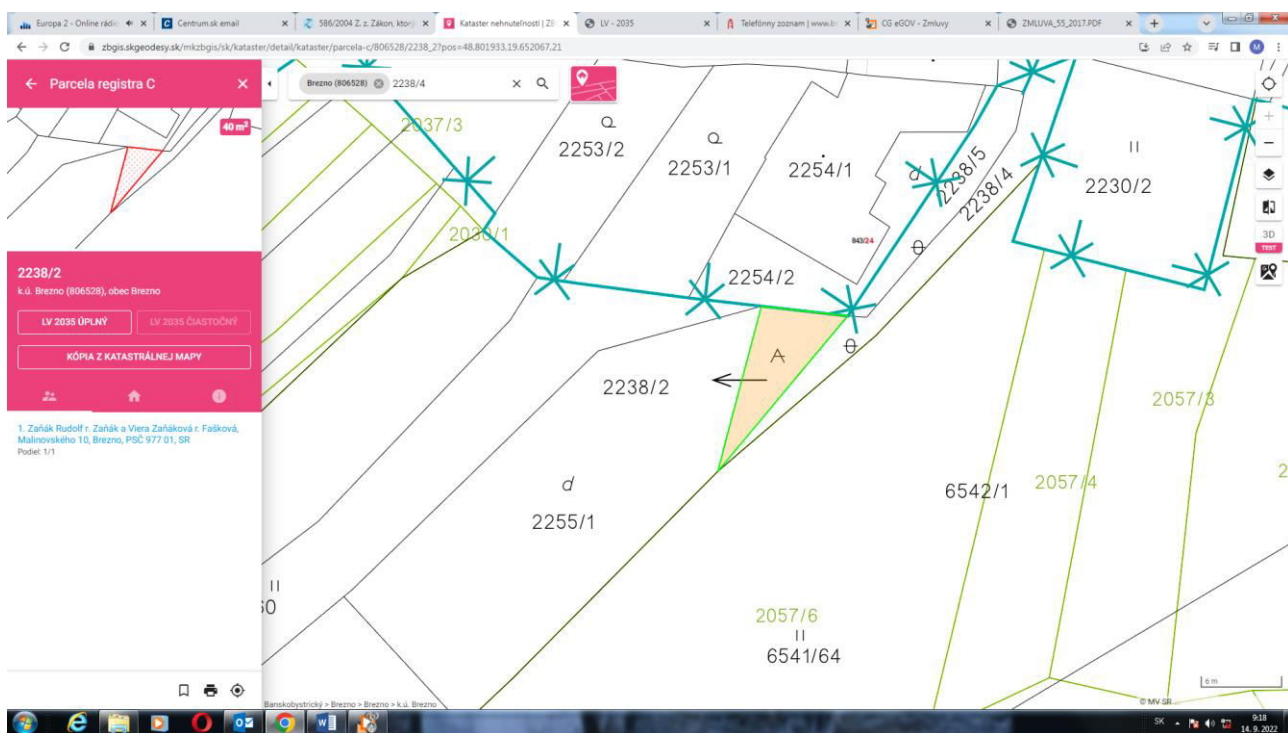 Europa 2 - Online rádio
Centrum.sk email
586/2004 Z. z. Zákon, ktorý
Kataster nehnuteľností | ZB
LV - 2035
Telefónny zoznam | www.br
CG eGOV - Zmluvy
ZMLUVA_55_2017.PDF
zbgis.skgeodesy.sk/mkzbgis/sk/kataster/detail/kataster/parcela-c/806528/2238_2?pos=48.801933,19.652067,21
Parcela registra C
Brezno (806528) 2238/4
40 m²
2238/2
k.ú. Brezno (806528), obec Brezno
LV 2035 ÚPLNÝ
LV 2035 ČIASTOČNÝ
KÓPIA Z KATASTRÁLNEJ MAPY
1. Zaňák Rudolf r. Zaňák a Viera Zaňáková r. Fašková,
Malinovského 10, Brezno, PSČ 977 01, SR
Podiel: 1/1
2037/3
2253/2
2253/1
2254/1
2238/5
2238/4
2230/2
2030/1
843/24
2254/2
A
2238/2
2057/3
d
2255/1
6542/1
2057/4
2057/6
6541/64
3D
TEST
6 m
© MV SR
Banskobystrický > Brezno > Brezno > k.ú. Brezno
SK
9:18
14. 9. 2022